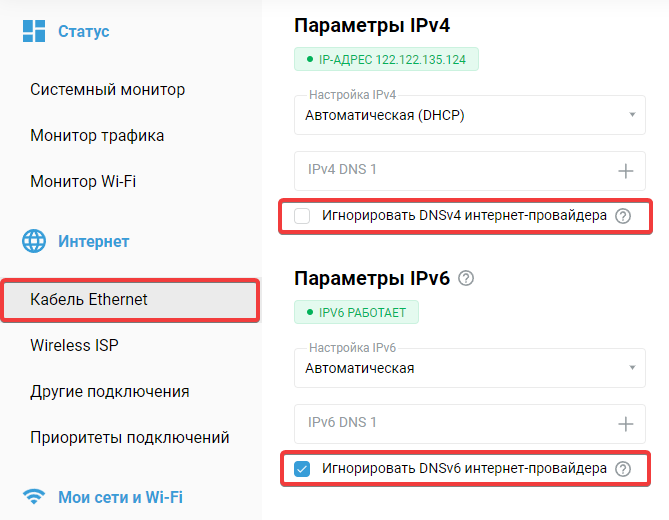 Статус
Системный монитор
Монитор трафика
Монитор Wi-Fi
Интернет
Кабель Ethernet
Wireless ISP
Другие подключения
Приоритеты подключений
Мои сети и Wi-Fi
Параметры IPv4
IP-АДРЕС 122.122.135.124
Настройка IPv4
Автоматическая (DHCP)
IPv4 DNS 1
Игнорировать DNSv4 интернет-провайдера
Параметры IPv6
IPV6 РАБОТАЕТ
Настройка IPv6
Автоматическая
IPv6 DNS 1
Игнорировать DNSv6 интернет-провайдера